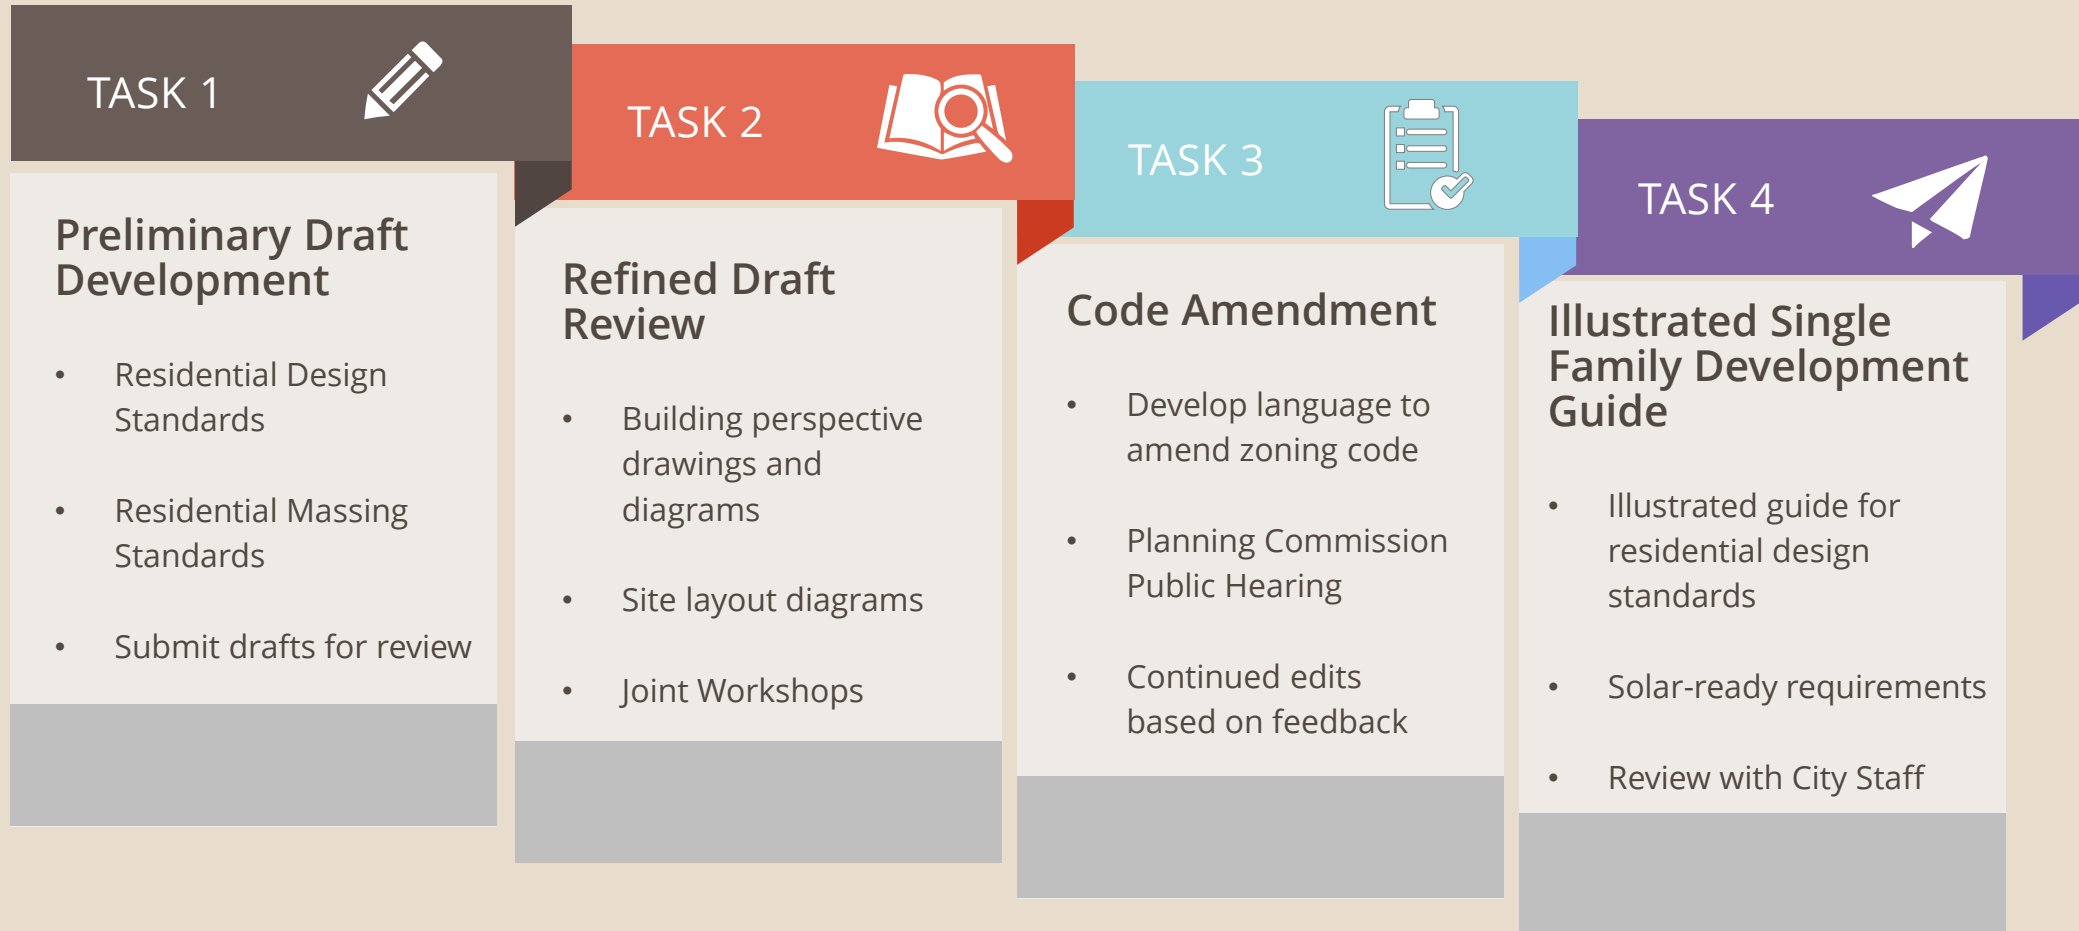 TASK 1
Preliminary Draft
Development
• Residential Design
Standards
• Residential Massing
Standards
• Submit drafts for review
TASK 2
Refined Draft
Review
• Building perspective
drawings and
diagrams
• Site layout diagrams
• Joint Workshops
TASK 3
Code Amendment
• Develop language to
amend zoning code
• Planning Commission
Public Hearing
• Continued edits
based on feedback
TASK 4
Illustrated Single
Family Development
Guide
• Illustrated guide for
residential design
standards
• Solar-ready requirements
• Review with City Staff